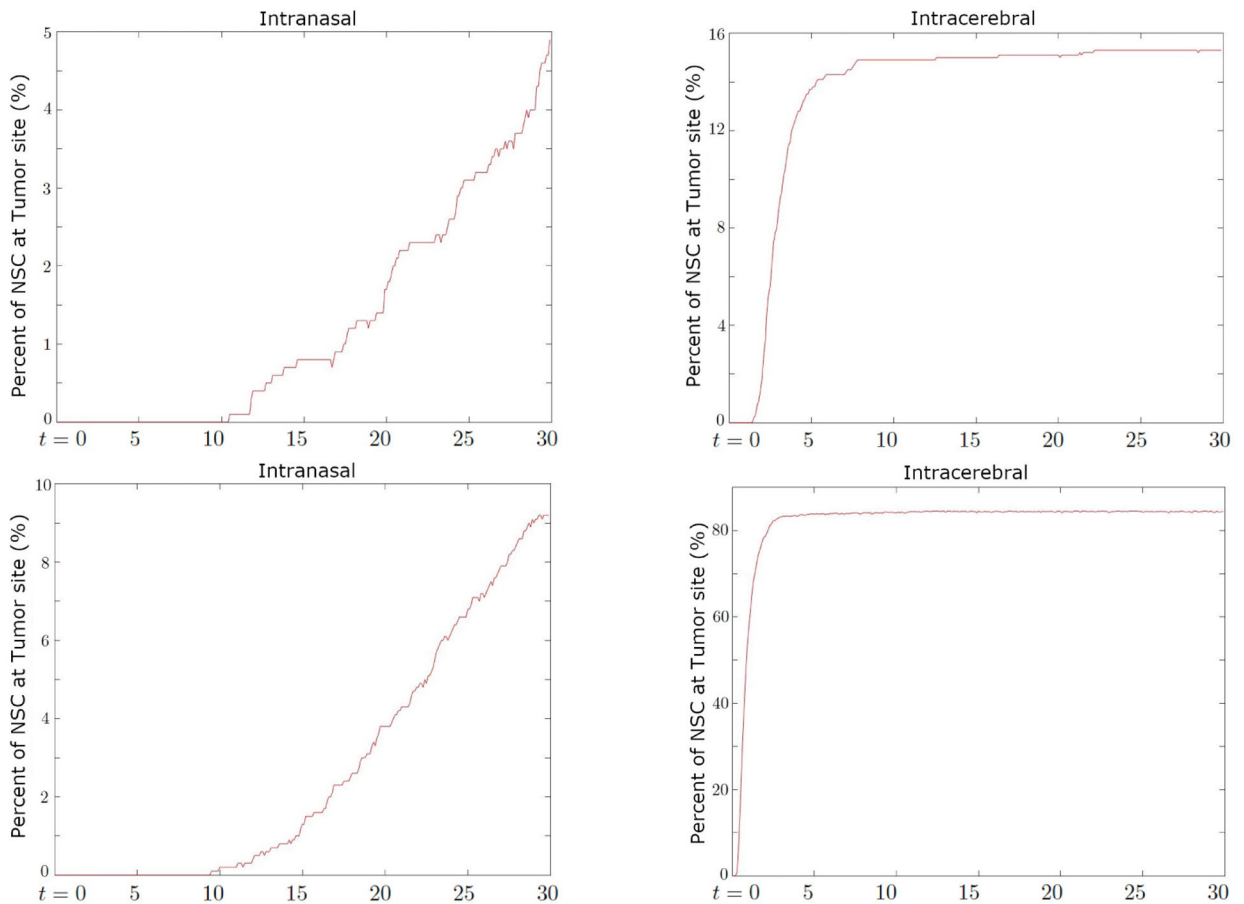 Intranasal
Percent of NSC at Tumor site (%)
5
4
3
2
1
0
t = 0 5 10 15 20 25 30
Intracerebral
Percent of NSC at Tumor site (%)
16
12
8
4
0
t = 0 5 10 15 20 25 30
Intranasal
Percent of NSC at Tumor site (%)
10
8
6
4
2
0
t = 0 5 10 15 20 25 30
Intracerebral
Percent of NSC at Tumor site (%)
80
60
40
20
0
t = 0 5 10 15 20 25 30